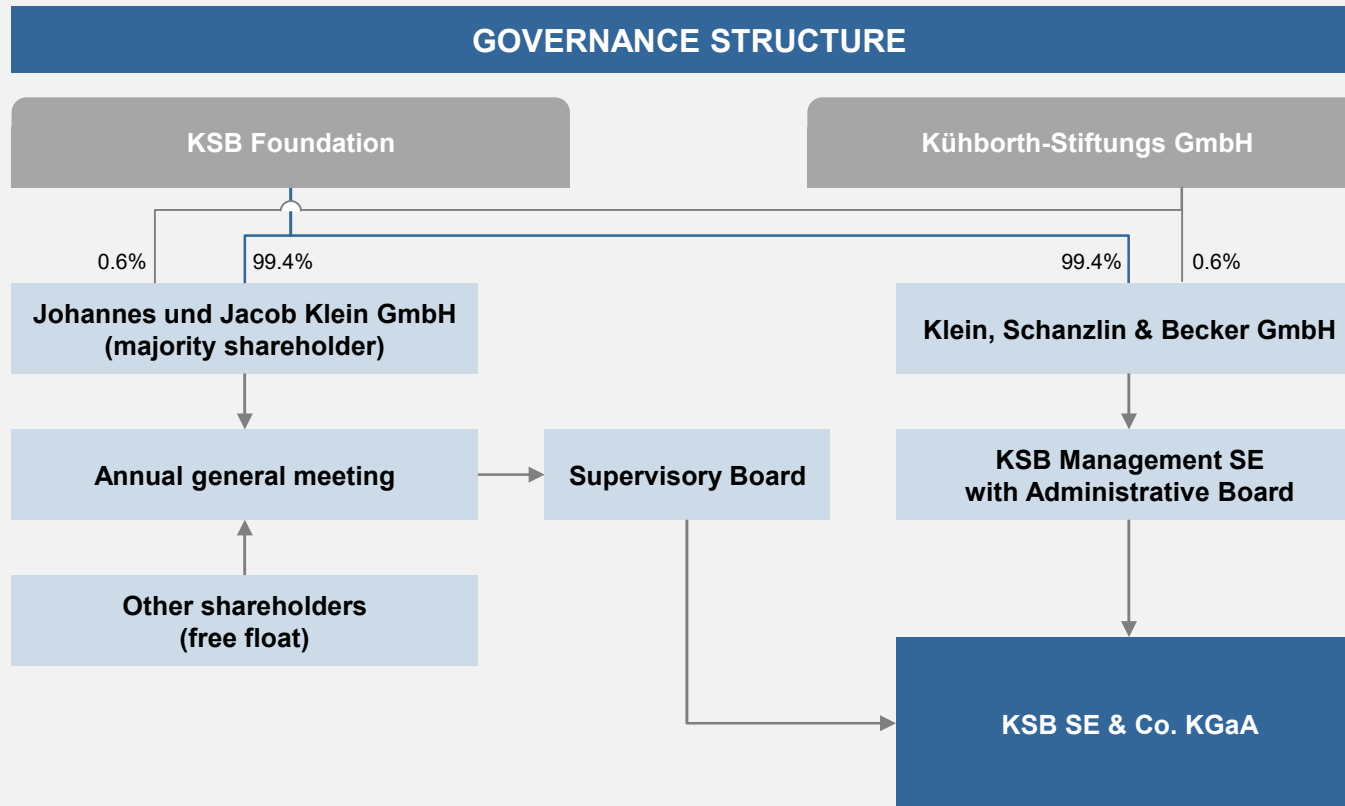 GOVERNANCE STRUCTURE
KSB Foundation
Kühborth-Stiftungs GmbH
0.6%
99.4%
99.4%
0.6%
Johannes und Jacob Klein GmbH
(majority shareholder)
Klein, Schanzlin & Becker GmbH
Annual general meeting
Supervisory Board
KSB Management SE
with Administrative Board
Other shareholders
(free float)
KSB SE & Co. KGaA